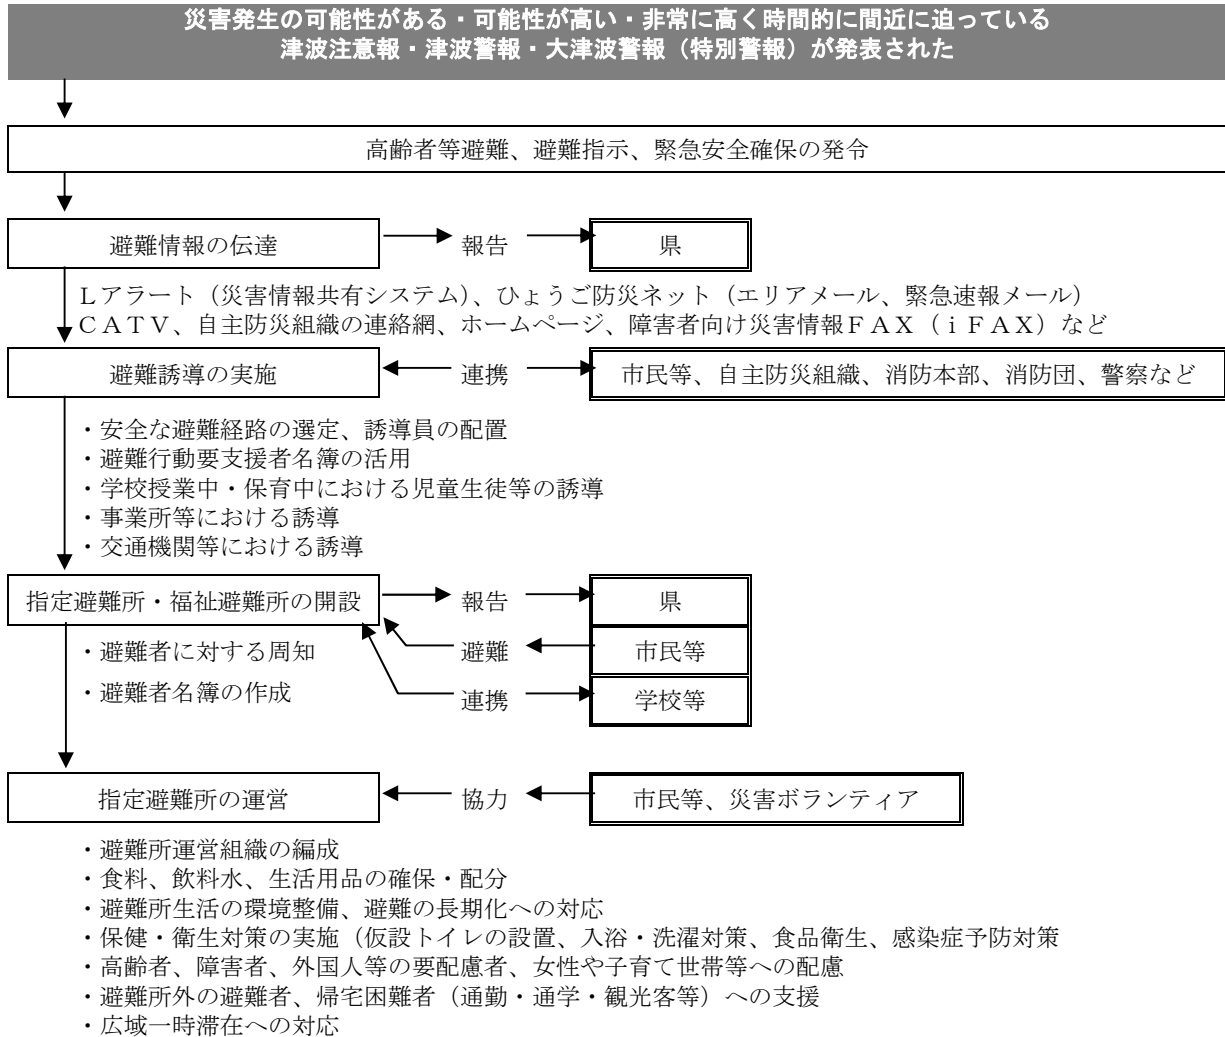 災害発生の可能性がある・可能性が高い・非常に高く時間的に間近に迫っている
津波注意報・津波警報・大津波警報（特別警報）が発表された
高齢者等避難、避難指示、緊急安全確保の発令
避難情報の伝達 報告 県
Ｌアラート（災害情報共有システム）、ひょうご防災ネット（エリアメール、緊急速報メール）
ＣＡＴＶ、自主防災組織の連絡網、ホームページ、障害者向け災害情報ＦＡＸ（ｉＦＡＸ）など
避難誘導の実施 連携 市民等、自主防災組織、消防本部、消防団、警察など
・安全な避難経路の選定、誘導員の配置
・避難行動要支援者名簿の活用
・学校授業中・保育中における児童生徒等の誘導
・事業所等における誘導
・交通機関等における誘導
指定避難所・福祉避難所の開設 報告 県
・避難者に対する周知 避難 市民等
・避難者名簿の作成 連携 学校等
指定避難所の運営 協力 市民等、災害ボランティア
・避難所運営組織の編成
・食料、飲料水、生活用品の確保・配分
・避難所生活の環境整備、避難の長期化への対応
・保健・衛生対策の実施（仮設トイレの設置、入浴・洗濯対策、食品衛生、感染症予防対策
・高齢者、障害者、外国人等の要配慮者、女性や子育て世帯等への配慮
・避難所外の避難者、帰宅困難者（通勤・通学・観光客等）への支援
・広域一時滞在への対応